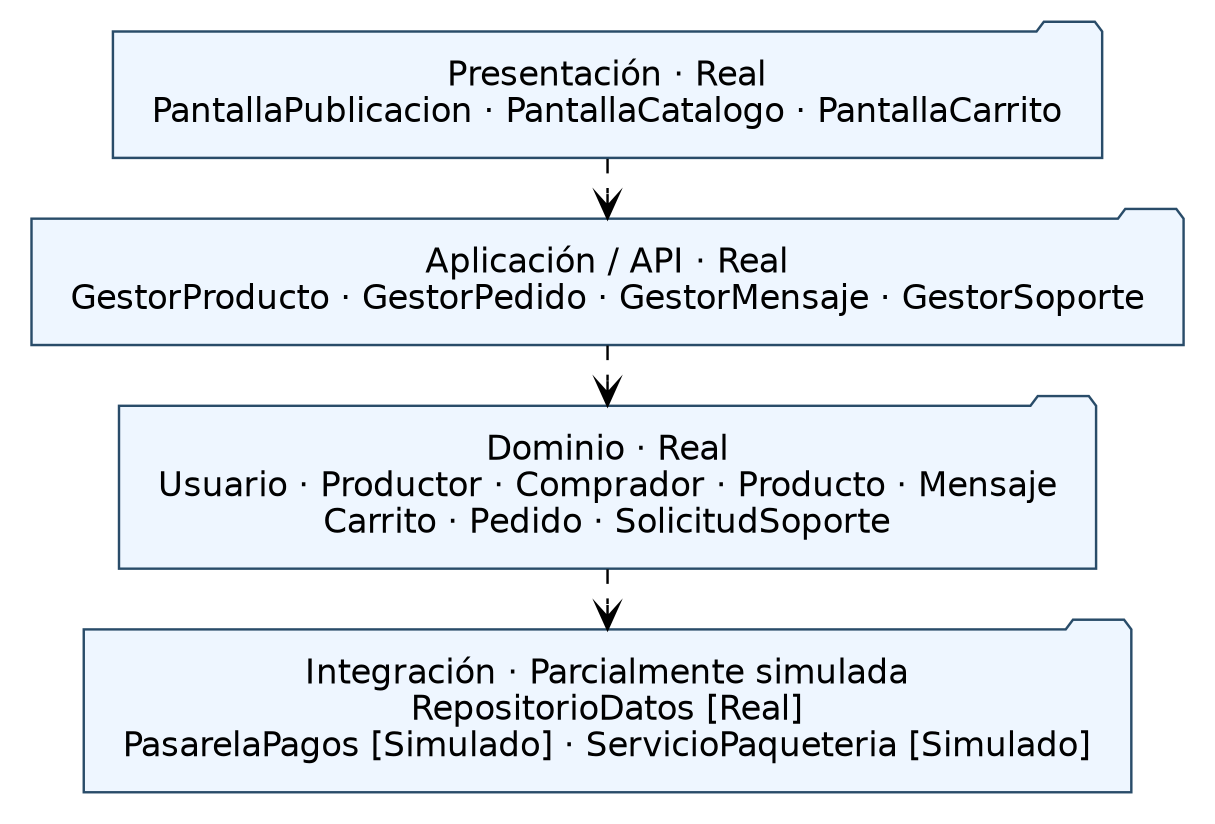 Presentación · Real
PantallaPublicacion · PantallaCatalogo · PantallaCarrito
Aplicación / API · Real
GestorProducto · GestorPedido · GestorMensaje · GestorSoporte
Dominio · Real
Usuario · Productor · Comprador · Producto · Mensaje
Carrito · Pedido · SolicitudSoporte
Integración · Parcialmente simulada
RepositorioDatos [Real]
PasarelaPagos [Simulado] · ServicioPaqueteria [Simulado]